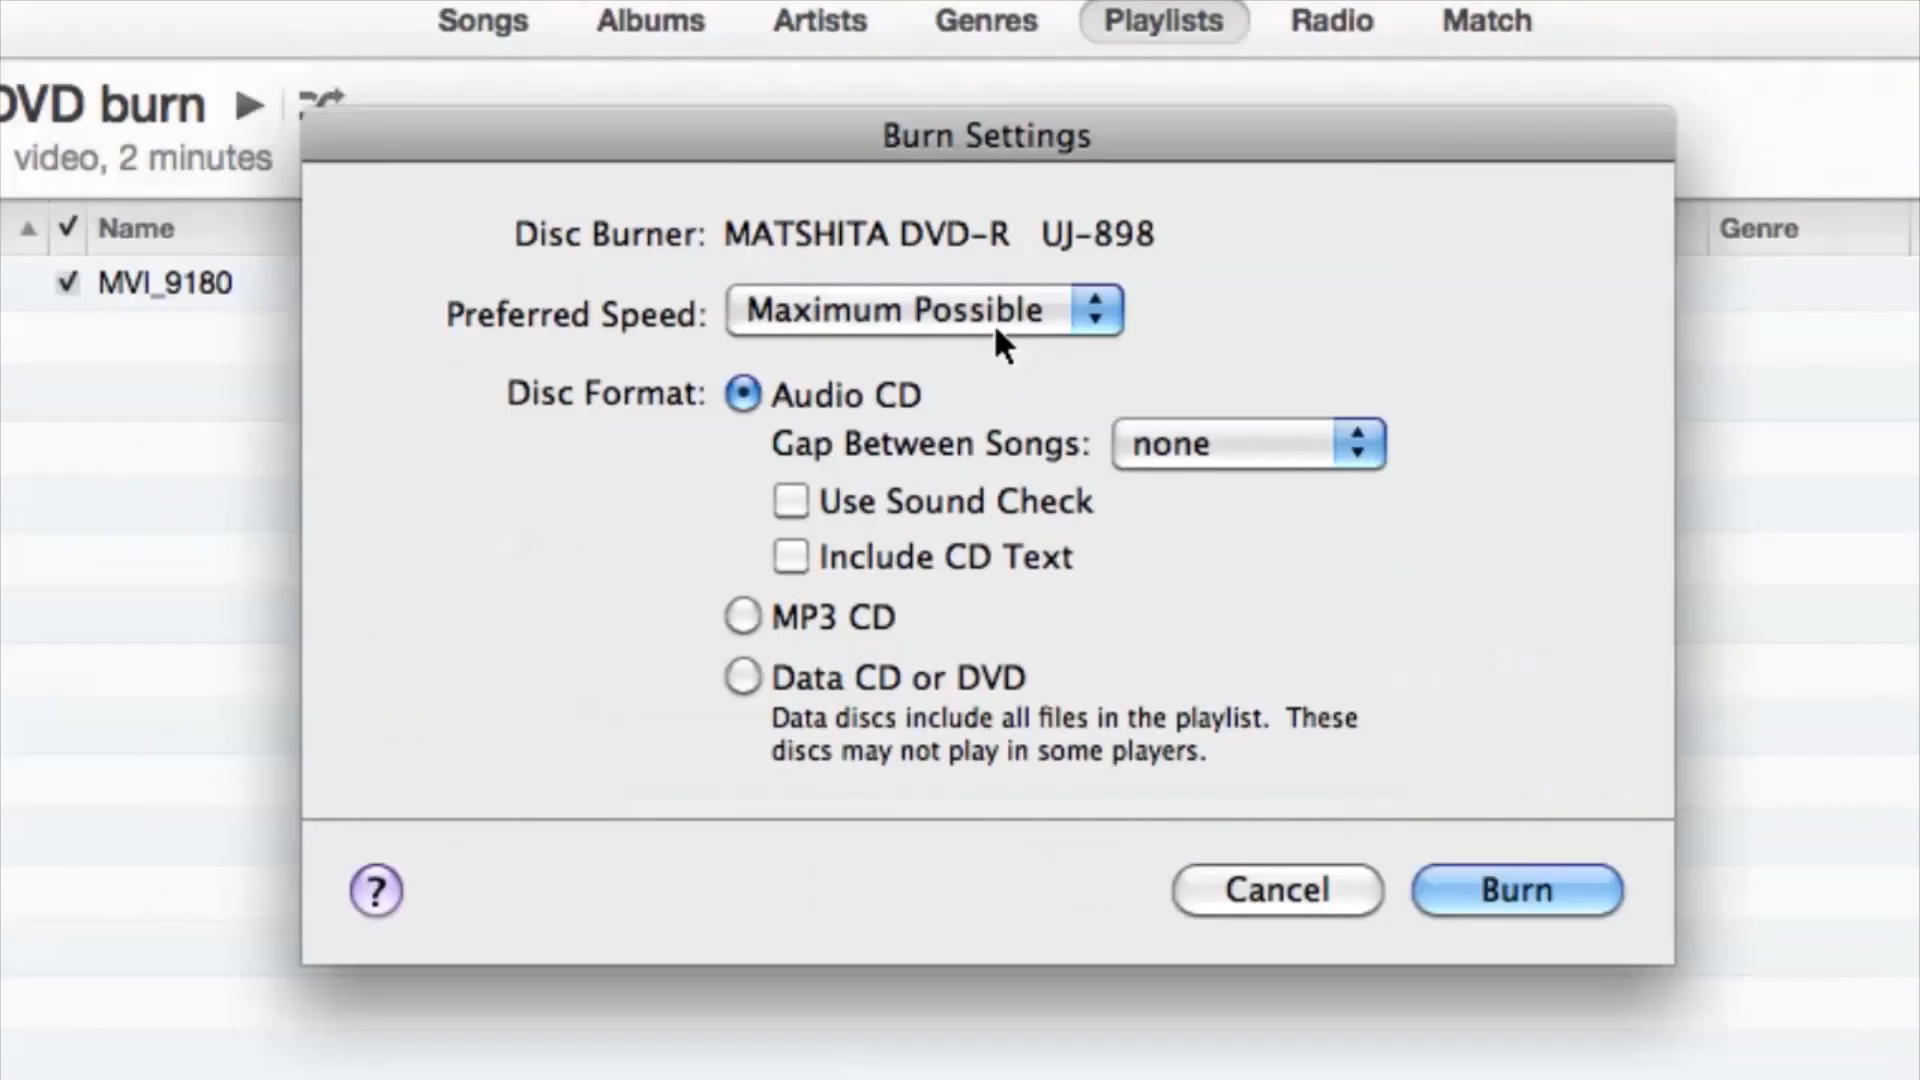 Songs Albums Artists Genres Playlists Radio Match
DVD burn
video, 2 minutes
Burn Settings
Name
Genre
MVI_9180
Disc Burner: MATSHITA DVD-R UJ-898
Preferred Speed: Maximum Possible
Disc Format: Audio CD
Gap Between Songs: none
Use Sound Check
Include CD Text
MP3 CD
Data CD or DVD
Data discs include all files in the playlist. These
discs may not play in some players.
?
Cancel Burn